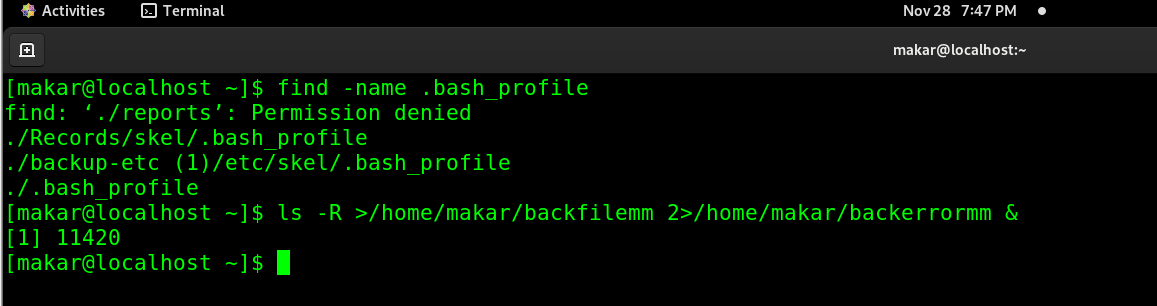 Activities Terminal Nov 28 7:47 PM
makar@localhost:~
[makar@localhost ~]$ find -name .bash_profile
find: ‘./reports’: Permission denied
./Records/skel/.bash_profile
./backup-etc (1)/etc/skel/.bash_profile
./.bash_profile
[makar@localhost ~]$ ls -R >/home/makar/backfilemm 2>/home/makar/backerrormm &
[1] 11420
[makar@localhost ~]$